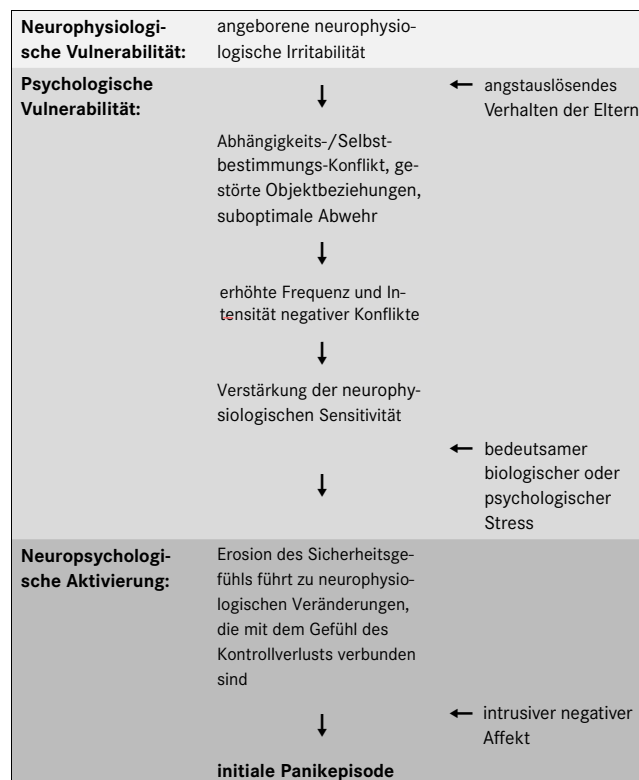 Neurophysiologi-
sche Vulnerabilität:
angeborene neurophysio-
logische Irritabilität
Psychologische
Vulnerabilität:
← angstauslösendes
Verhalten der Eltern
↓
Abhängigkeits-/Selbst-
bestimmungs-Konflikt, ge-
störte Objektbeziehungen,
suboptimale Abwehr
↓
erhöhte Frequenz und In-
tensität negativer Konflikte
↓
Verstärkung der neurophy-
siologischen Sensitivität
← bedeutsamer
biologischer oder
psychologischer
Stress
↓
Neuropsychologi-
sche Aktivierung:
Erosion des Sicherheitsge-
fühls führt zu neurophysio-
logischen Veränderungen,
die mit dem Gefühl des
Kontrollverlusts verbunden
sind
← intrusiver negativer
Affekt
↓
initiale Panikepisode